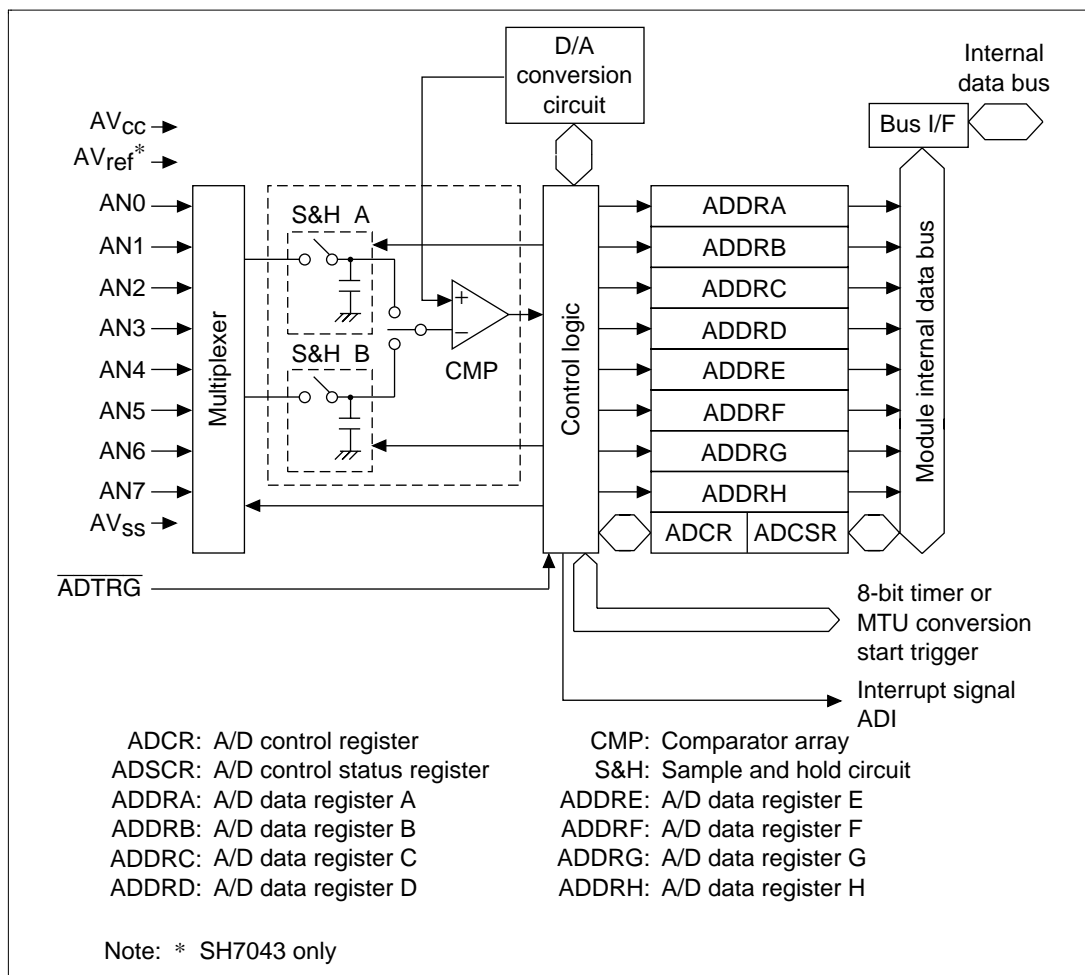 D/A
conversion
circuit
Internal
data bus
Bus I/F
AVcc
AVref*
AN0
AN1
AN2
AN3
AN4
AN5
AN6
AN7
AVss
ADTRG
Multiplexer
S&H A
S&H B
+
−
CMP
Control logic
ADDRA
ADDRB
ADDRC
ADDRD
ADDRE
ADDRF
ADDRG
ADDRH
ADCR
ADCSR
Module internal data bus
8-bit timer or
MTU conversion
start trigger
Interrupt signal
ADI
ADCR: A/D control register
ADSCR: A/D control status register
ADDRA: A/D data register A
ADDRB: A/D data register B
ADDRC: A/D data register C
ADDRD: A/D data register D
CMP: Comparator array
S&H: Sample and hold circuit
ADDRE: A/D data register E
ADDRF: A/D data register F
ADDRG: A/D data register G
ADDRH: A/D data register H
Note: * SH7043 only